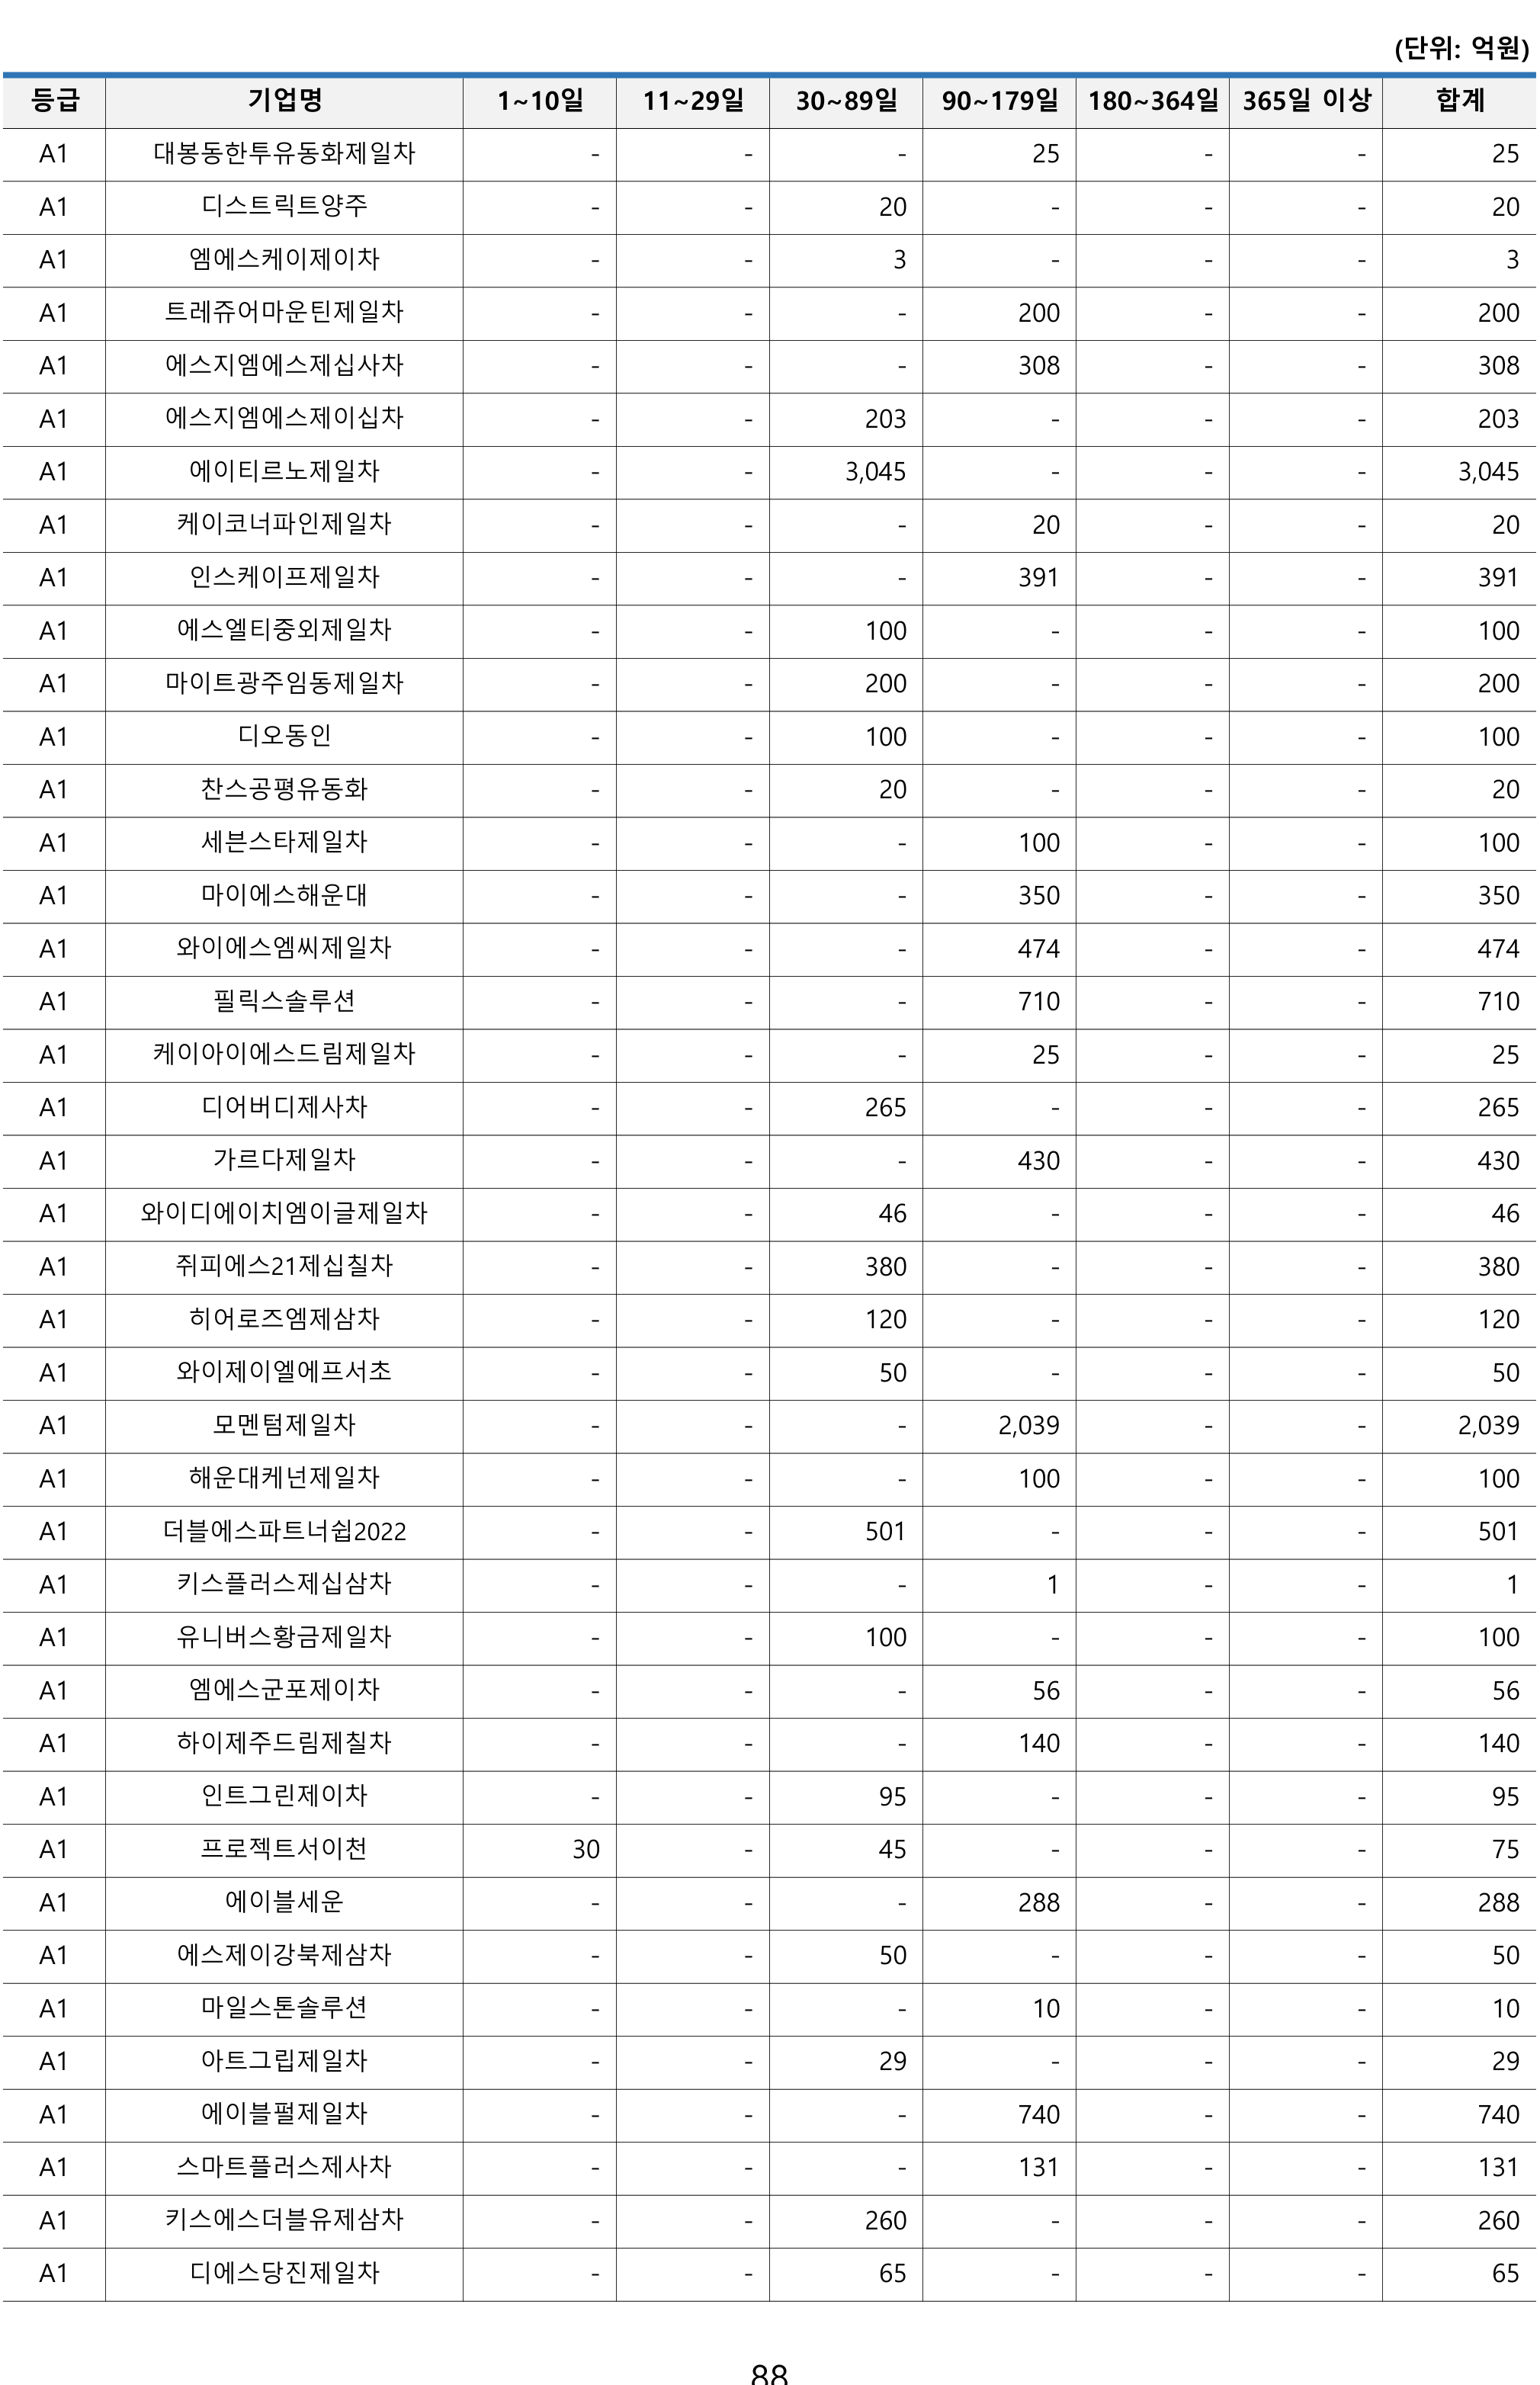 (단위: 억원)
등급 기업명 1~10일 11~29일 30~89일 90~179일 180~364일 365일 이상 합계
A1 대봉동한투유동화제일차 - - - 25 - - 25
A1 디스트릭트양주 - - 20 - - - 20
A1 엠에스케이제이차 - - 3 - - - 3
A1 트레쥬어마운틴제일차 - - - 200 - - 200
A1 에스지엠에스제십사차 - - - 308 - - 308
A1 에스지엠에스제이십차 - - 203 - - - 203
A1 에이티르노제일차 - - 3,045 - - - 3,045
A1 케이코너파인제일차 - - - 20 - - 20
A1 인스케이프제일차 - - - 391 - - 391
A1 에스엘티중외제일차 - - 100 - - - 100
A1 마이트광주임동제일차 - - 200 - - - 200
A1 디오동인 - - 100 - - - 100
A1 찬스공평유동화 - - 20 - - - 20
A1 세븐스타제일차 - - - 100 - - 100
A1 마이에스해운대 - - - 350 - - 350
A1 와이에스엠씨제일차 - - - 474 - - 474
A1 필릭스솔루션 - - - 710 - - 710
A1 케이아이에스드림제일차 - - - 25 - - 25
A1 디어버디제사차 - - 265 - - - 265
A1 가르다제일차 - - - 430 - - 430
A1 와이디에이치엠이글제일차 - - 46 - - - 46
A1 쥐피에스21제십칠차 - - 380 - - - 380
A1 히어로즈엠제삼차 - - 120 - - - 120
A1 와이제이엘에프서초 - - 50 - - - 50
A1 모멘텀제일차 - - - 2,039 - - 2,039
A1 해운대케넌제일차 - - - 100 - - 100
A1 더블에스파트너쉽2022 - - 501 - - - 501
A1 키스플러스제십삼차 - - - 1 - - 1
A1 유니버스황금제일차 - - 100 - - - 100
A1 엠에스군포제이차 - - - 56 - - 56
A1 하이제주드림제칠차 - - - 140 - - 140
A1 인트그린제이차 - - 95 - - - 95
A1 프로젝트서이천 30 - 45 - - - 75
A1 에이블세운 - - - 288 - - 288
A1 에스제이강북제삼차 - - 50 - - - 50
A1 마일스톤솔루션 - - - 10 - - 10
A1 아트그립제일차 - - 29 - - - 29
A1 에이블펄제일차 - - - 740 - - 740
A1 스마트플러스제사차 - - - 131 - - 131
A1 키스에스더블유제삼차 - - 260 - - - 260
A1 디에스당진제일차 - - 65 - - - 65
88